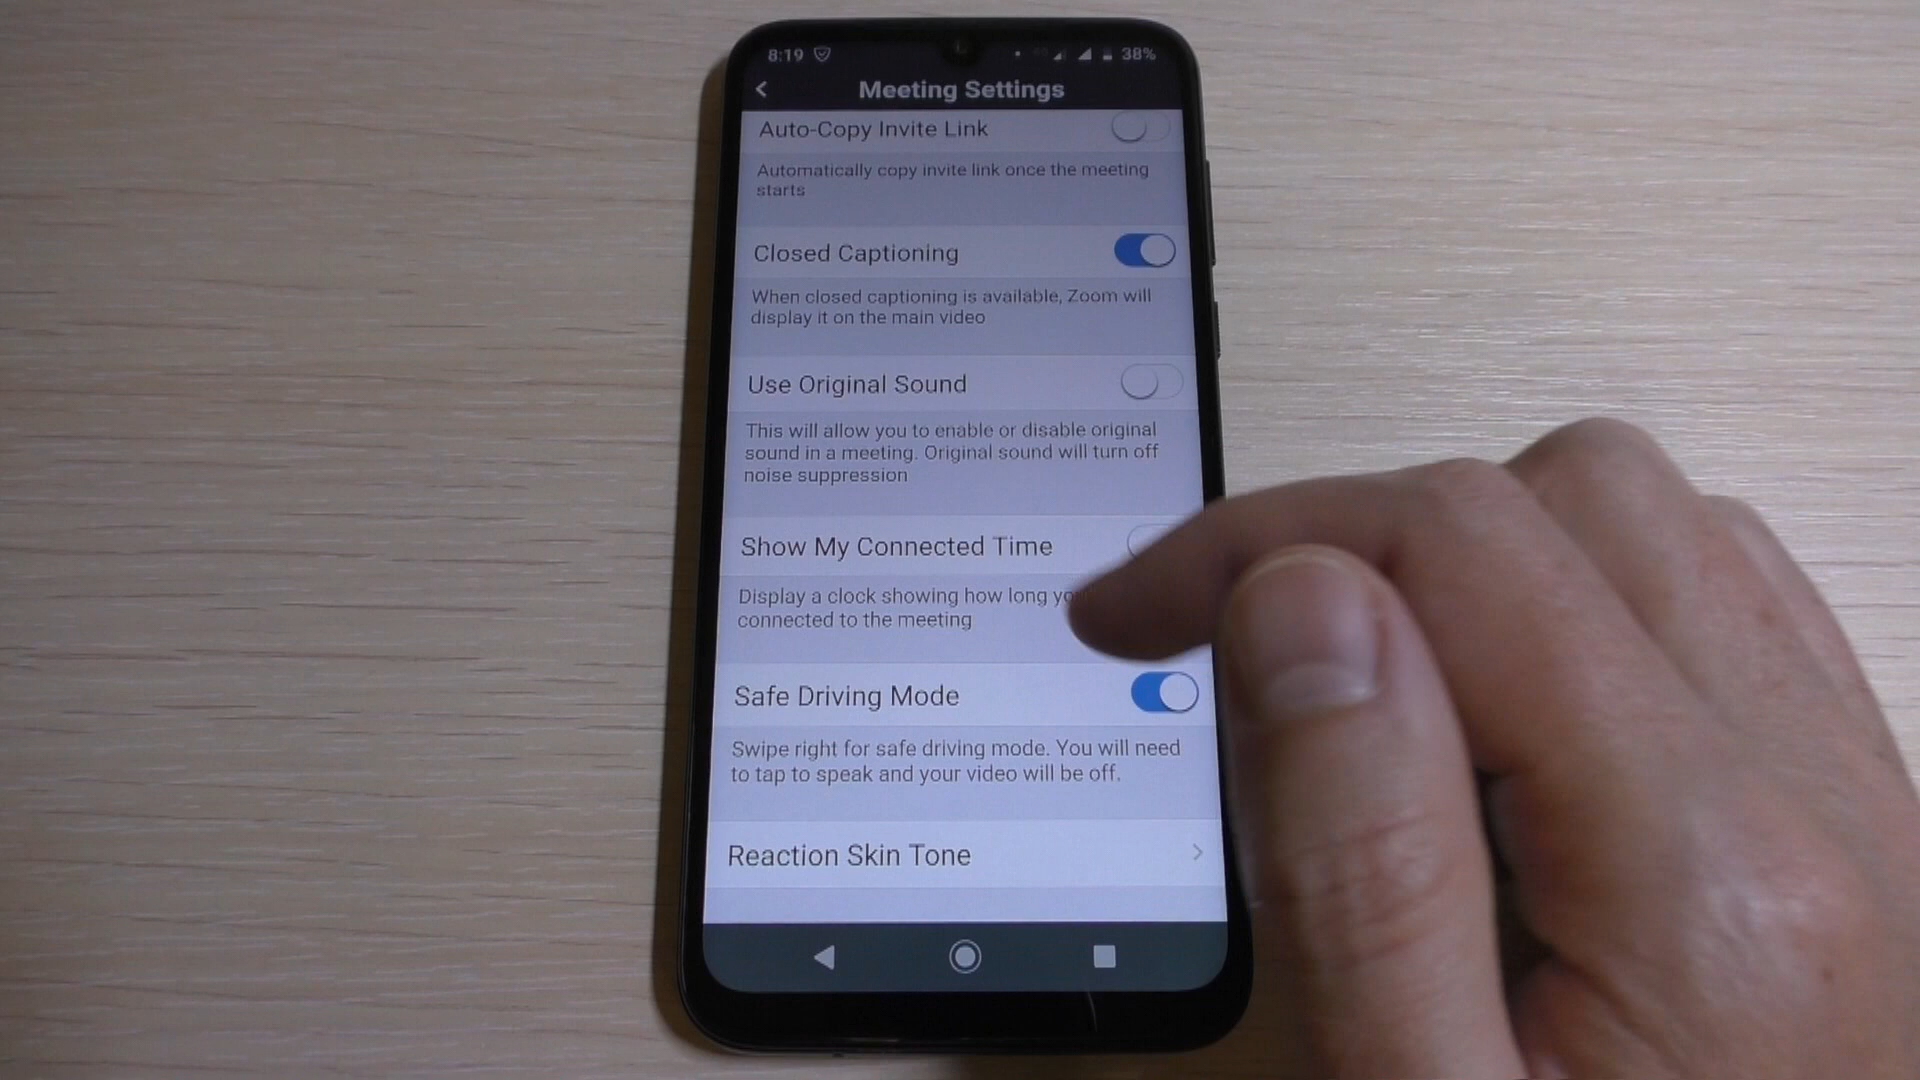 8:19
38%
Meeting Settings
Auto-Copy Invite Link
Automatically copy invite link once the meeting
starts
Closed Captioning
When closed captioning is available, Zoom will
display it on the main video
Use Original Sound
This will allow you to enable or disable original
sound in a meeting. Original sound will turn off
noise suppression
Show My Connected Time
Display a clock showing how long
connected to the meeting
Safe Driving Mode
Swipe right for safe driving mode. You will need
to tap to speak and your video will be off.
Reaction Skin Tone